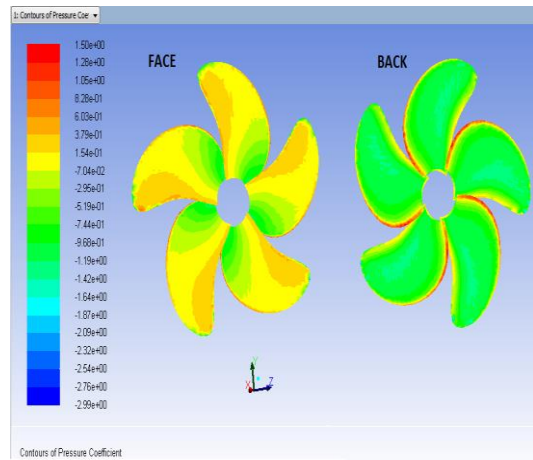 1: Contours of Pressure Coef
FACE
BACK
1.50e+00
1.28e+00
1.05e+00
8.28e-01
6.03e-01
3.79e-01
1.54e-01
-7.04e-02
-2.95e-01
-5.19e-01
-7.44e-01
-9.68e-01
-1.19e+00
-1.42e+00
-1.64e+00
-1.87e+00
-2.09e+00
-2.32e+00
-2.54e+00
-2.76e+00
-2.99e+00
Y
X
Z
Contours of Pressure Coefficient